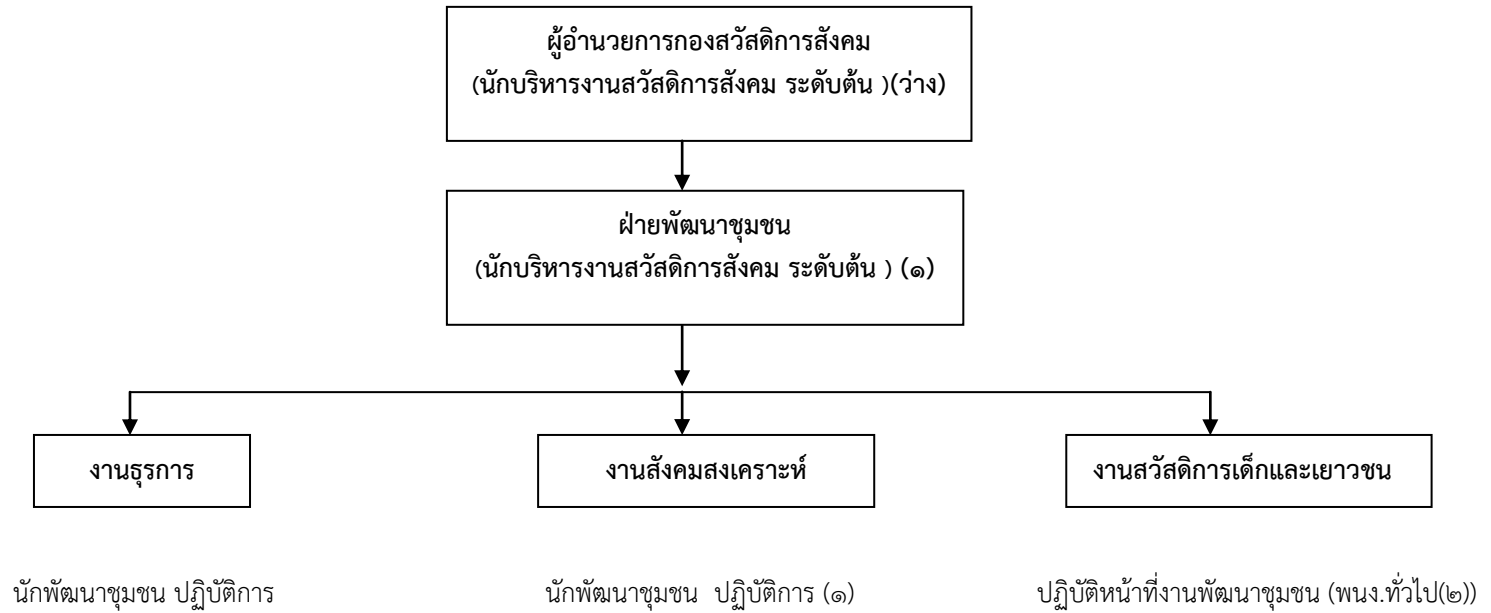 ผู้อำนวยการกองสวัสดิการสังคม
(นักบริหารงานสวัสดิการสังคม ระดับต้น )(ว่าง)
ฝ่ายพัฒนาชุมชน
(นักบริหารงานสวัสดิการสังคม ระดับต้น ) (๑)
งานธุรการ
งานสังคมสงเคราะห์
งานสวัสดิการเด็กและเยาวชน
นักพัฒนาชุมชน ปฏิบัติการ
นักพัฒนาชุมชน ปฏิบัติการ (๑)
ปฏิบัติหน้าที่งานพัฒนาชุมชน (พนง.ทั่วไป(๒))